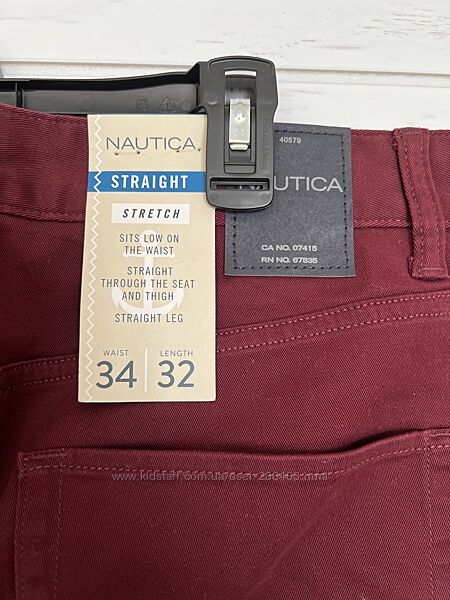 NAUTICA
STRAIGHT
STRETCH
SITS LOW ON
THE WAIST
STRAIGHT
THROUGH THE SEAT
AND THIGH
STRAIGHT LEG
WAIST
34
LENGTH
32
40579
UTICA
CA NO. 07415
RN NO. 67835